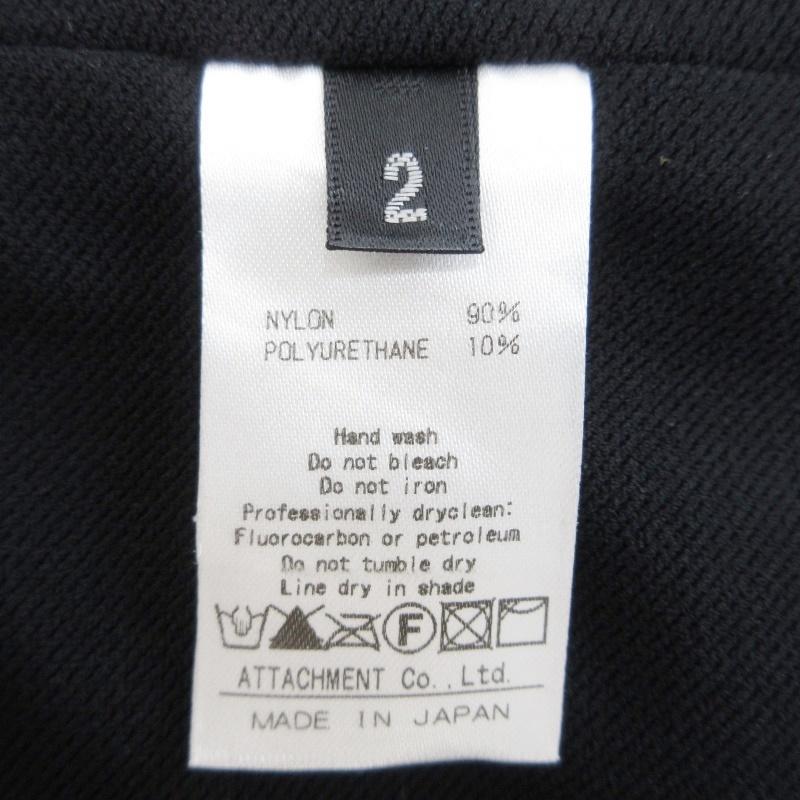 2
NYLON 90%
POLYURETHANE 10%
Hand wash
Do not bleach
Do not iron
Professionally dryclean:
Fluorocarbon or petroleum
Do not tumble dry
Line dry in shade
F
ATTACHMENT Co.,Ltd.
MADE IN JAPAN